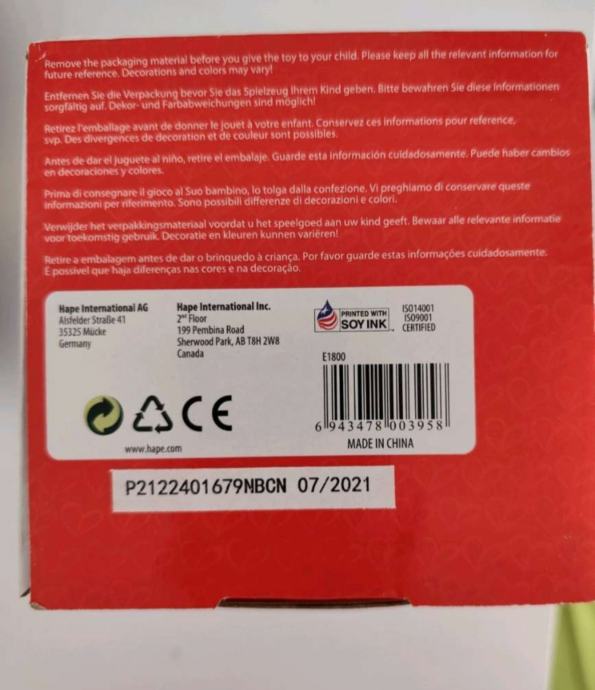 Remove the packaging material before you give the toy to your child. Please keep all the relevant information for
future reference. Decorations and colors may vary!
Entfernen Sie die Verpackung bevor Sie das Spielzeug Ihrem Kind geben. Bitte bewahren Sie diese Informationen
sorgfältig auf. Dekor- und Farbabweichungen sind möglich!
Retirez l'emballage avant de donner le jouet à votre enfant. Conservez ces informations pour reference,
svp. Des divergences de decoration et de couleur sont possibles.
Antes de dar el juguete al niño, retire el embalaje. Guarde esta información cuidadosamente. Puede haber cambios
en decoraciones y colores.
Prima di consegnare il gioco al Suo bambino, lo tolga dalla confezione. Vi preghiamo di conservare queste
informazioni per riferimento. Sono possibili differenze di decorazioni e colori.
Verwijder het verpakkingsmateriaal voordat u het speelgoed aan uw kind geeft. Bewaar alle relevante informatie
voor toekomstig gebruik. Decoratie en kleuren kunnen variëren!
Retire a embalagem antes de dar o brinquedo à criança. Por favor guarde estas informações cuidadosamente.
É possível que haja diferenças nas cores e na decoração.
Hape International AG
Alsfelder Straße 41
35325 Mücke
Germany
Hape International Inc.
2nd Floor
199 Pembina Road
Sherwood Park, AB T8H 2W8
Canada
PRINTED WITH
SOY INK™
ISO14001
ISO9001
CERTIFIED
E1800
6 943478 003958
MADE IN CHINA
CE
www.hape.com
P2122401679NBCN 07/2021